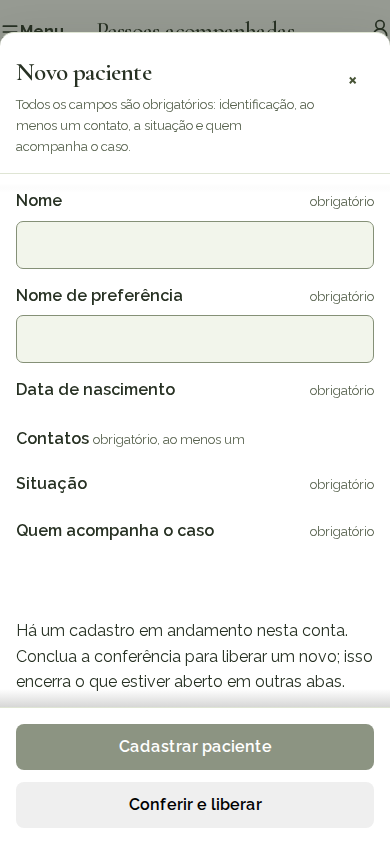 Menu
Pessoas acompanhadas
Novo paciente
×
Todos os campos são obrigatórios: identificação, ao
menos um contato, a situação e quem
acompanha o caso.
Nome obrigatório
Nome de preferência obrigatório
Data de nascimento obrigatório
Contatos obrigatório, ao menos um
Situação obrigatório
Quem acompanha o caso obrigatório
Há um cadastro em andamento nesta conta.
Conclua a conferência para liberar um novo; isso
encerra o que estiver aberto em outras abas.
Cadastrar paciente
Conferir e liberar